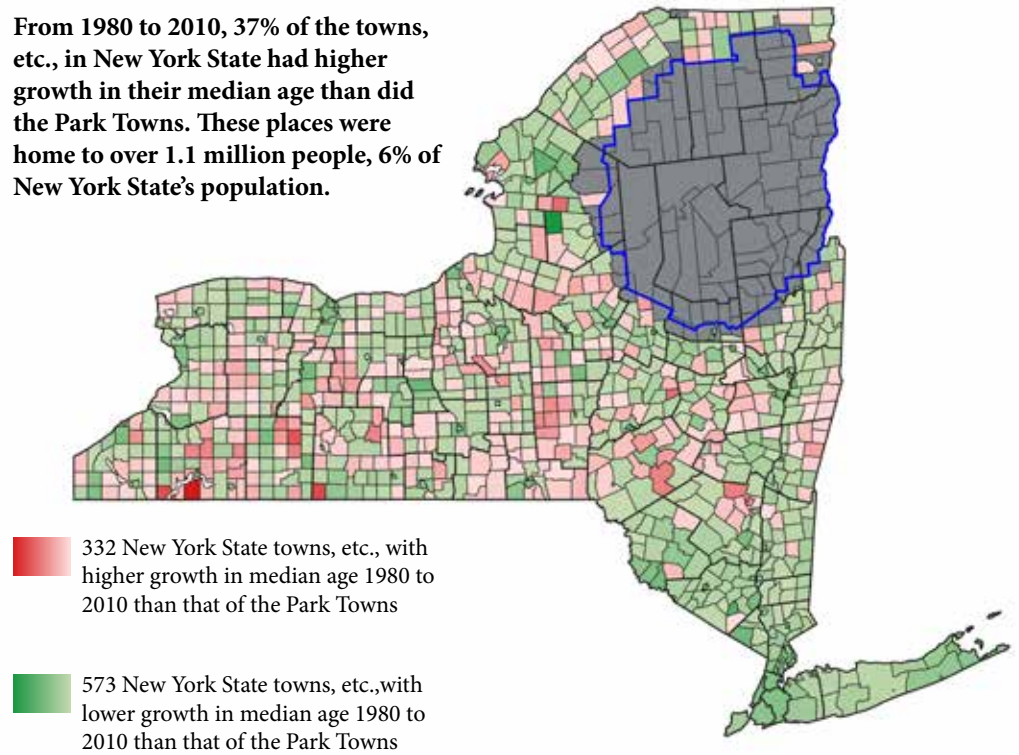 From 1980 to 2010, 37% of the towns,
etc., in New York State had higher
growth in their median age than did
the Park Towns. These places were
home to over 1.1 million people, 6% of
New York State’s population.
332 New York State towns, etc., with
higher growth in median age 1980 to
2010 than that of the Park Towns
573 New York State towns, etc.,with
lower growth in median age 1980 to
2010 than that of the Park Towns